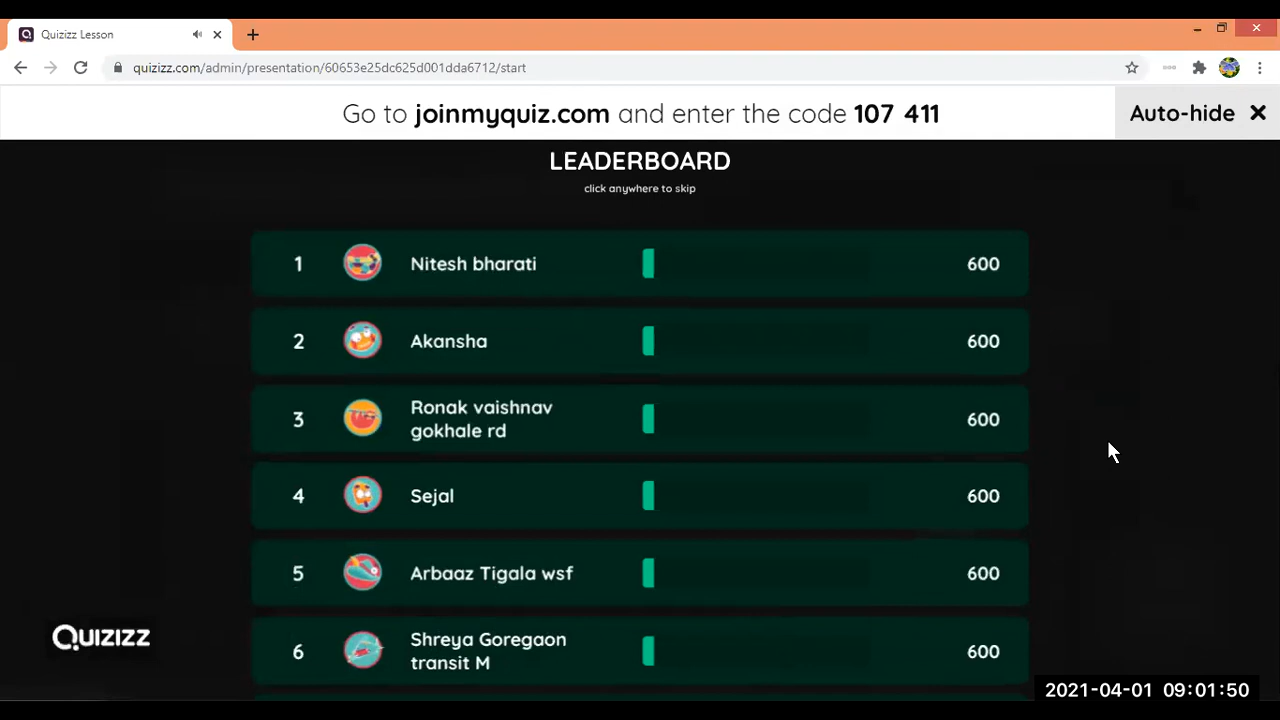 Quizizz Lesson
quizizz.com/admin/presentation/60653e25dc625d001dda6712/start
Go to joinmyquiz.com and enter the code 107 411
Auto-hide
LEADERBOARD
click anywhere to skip
1 Nitesh bharati 600
2 Akansha 600
3 Ronak vaishnav
gokhale rd 600
4 Sejal 600
5 Arbaaz Tigala wsf 600
6 Shreya Goregaon
transit M 600
QUIZIZZ
2021-04-01 09:01:50